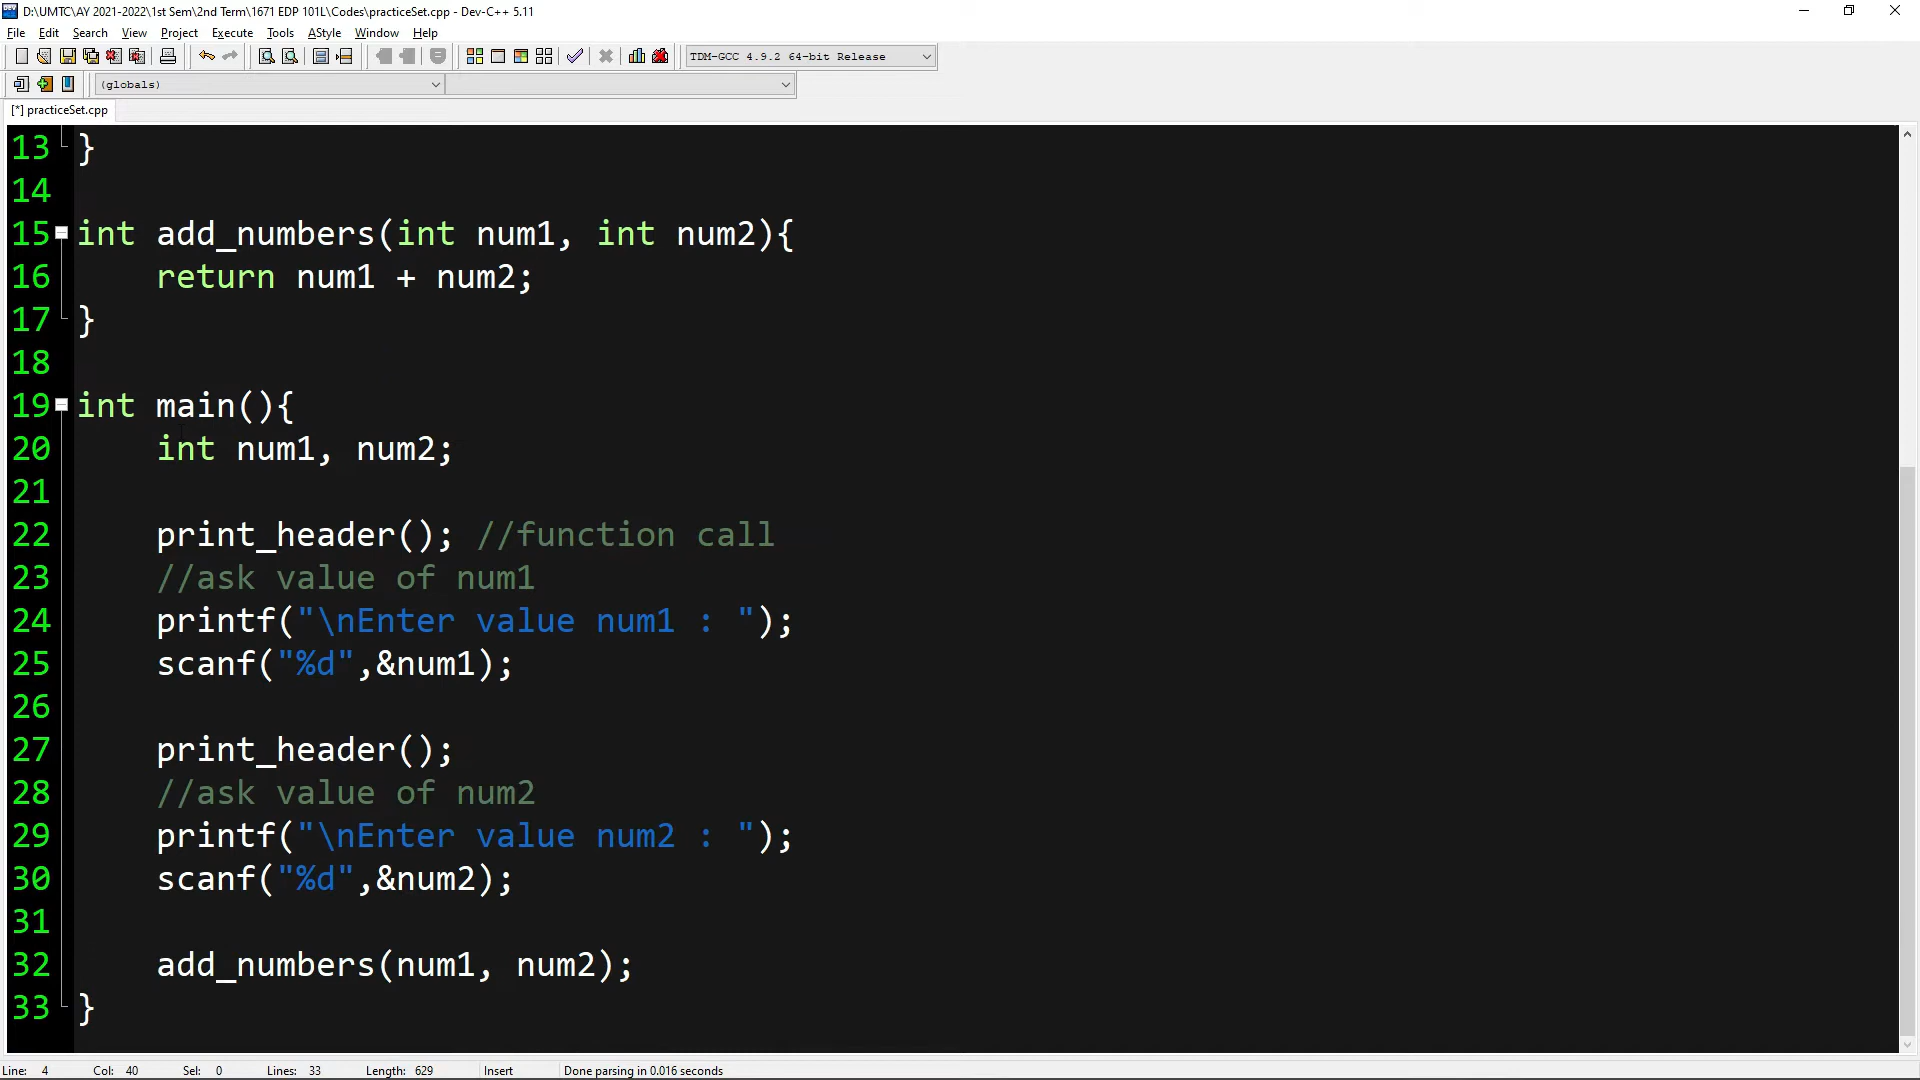 D:\UMTC\AY 2021-2022\1st Sem\2nd Term\1671 EDP 101L\Codes\practiceSet.cpp - Dev-C++ 5.11
File Edit Search View Project Execute Tools AStyle Window Help
TDM-GCC 4.9.2 64-bit Release
(globals)
[*] practiceSet.cpp
13 }
14
15 int add_numbers(int num1, int num2){
16 return num1 + num2;
17 }
18
19 int main(){
20 int num1, num2;
21
22 print_header(); //function call
23 //ask value of num1
24 printf("\nEnter value num1 : ");
25 scanf("%d",&num1);
26
27 print_header();
28 //ask value of num2
29 printf("\nEnter value num2 : ");
30 scanf("%d",&num2);
31
32 add_numbers(num1, num2);
33 }
Line: 4 Col: 40 Sel: 0 Lines: 33 Length: 629 Insert Done parsing in 0.016 seconds